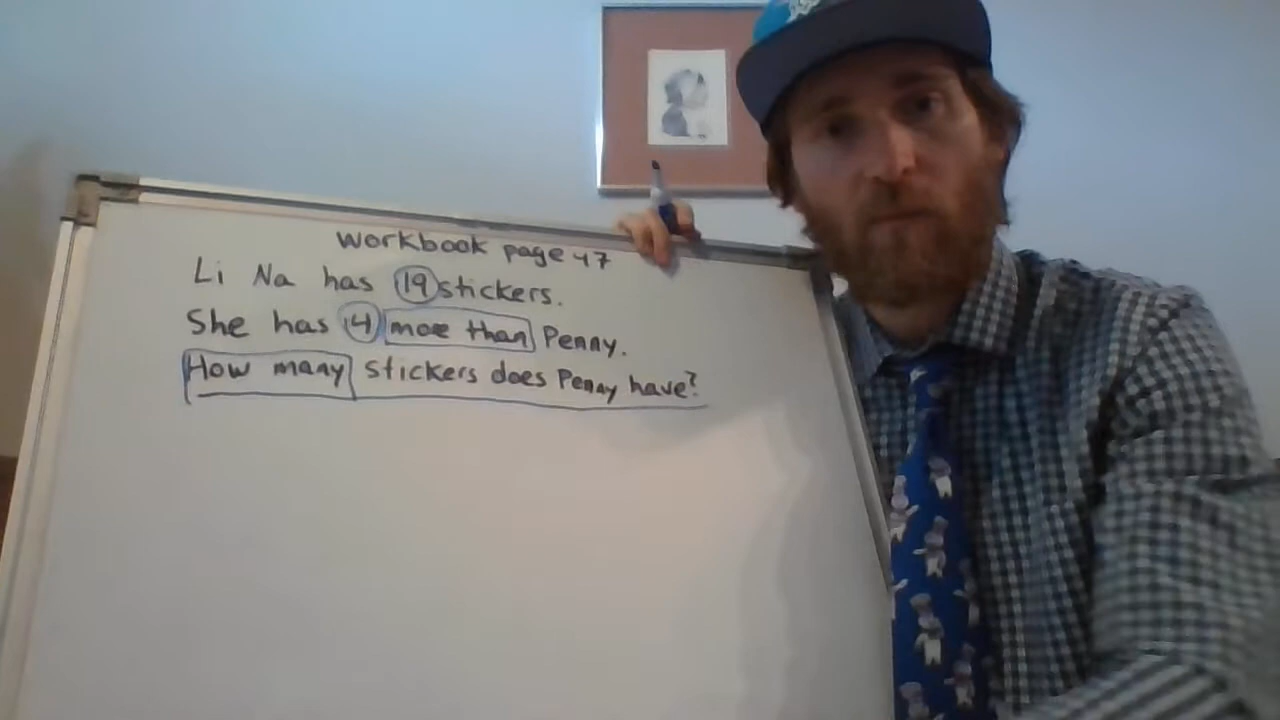 Workbook page 47
Li Na has 19 stickers.
She has 4 more than Penny.
How many stickers does Penny have?